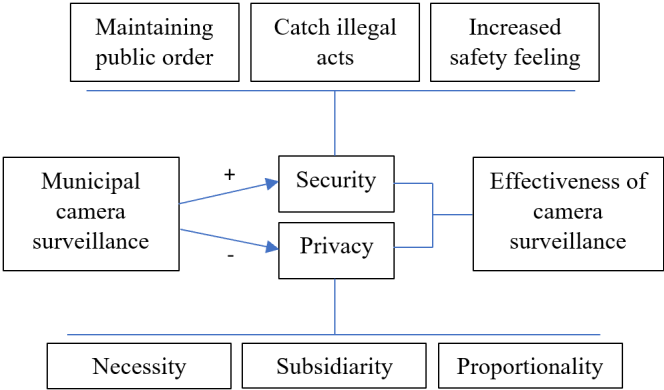 Maintaining
public order
Catch illegal
acts
Increased
safety feeling
Municipal
camera
surveillance
+
-
Security
Privacy
Effectiveness of
camera
surveillance
Necessity
Subsidiarity
Proportionality